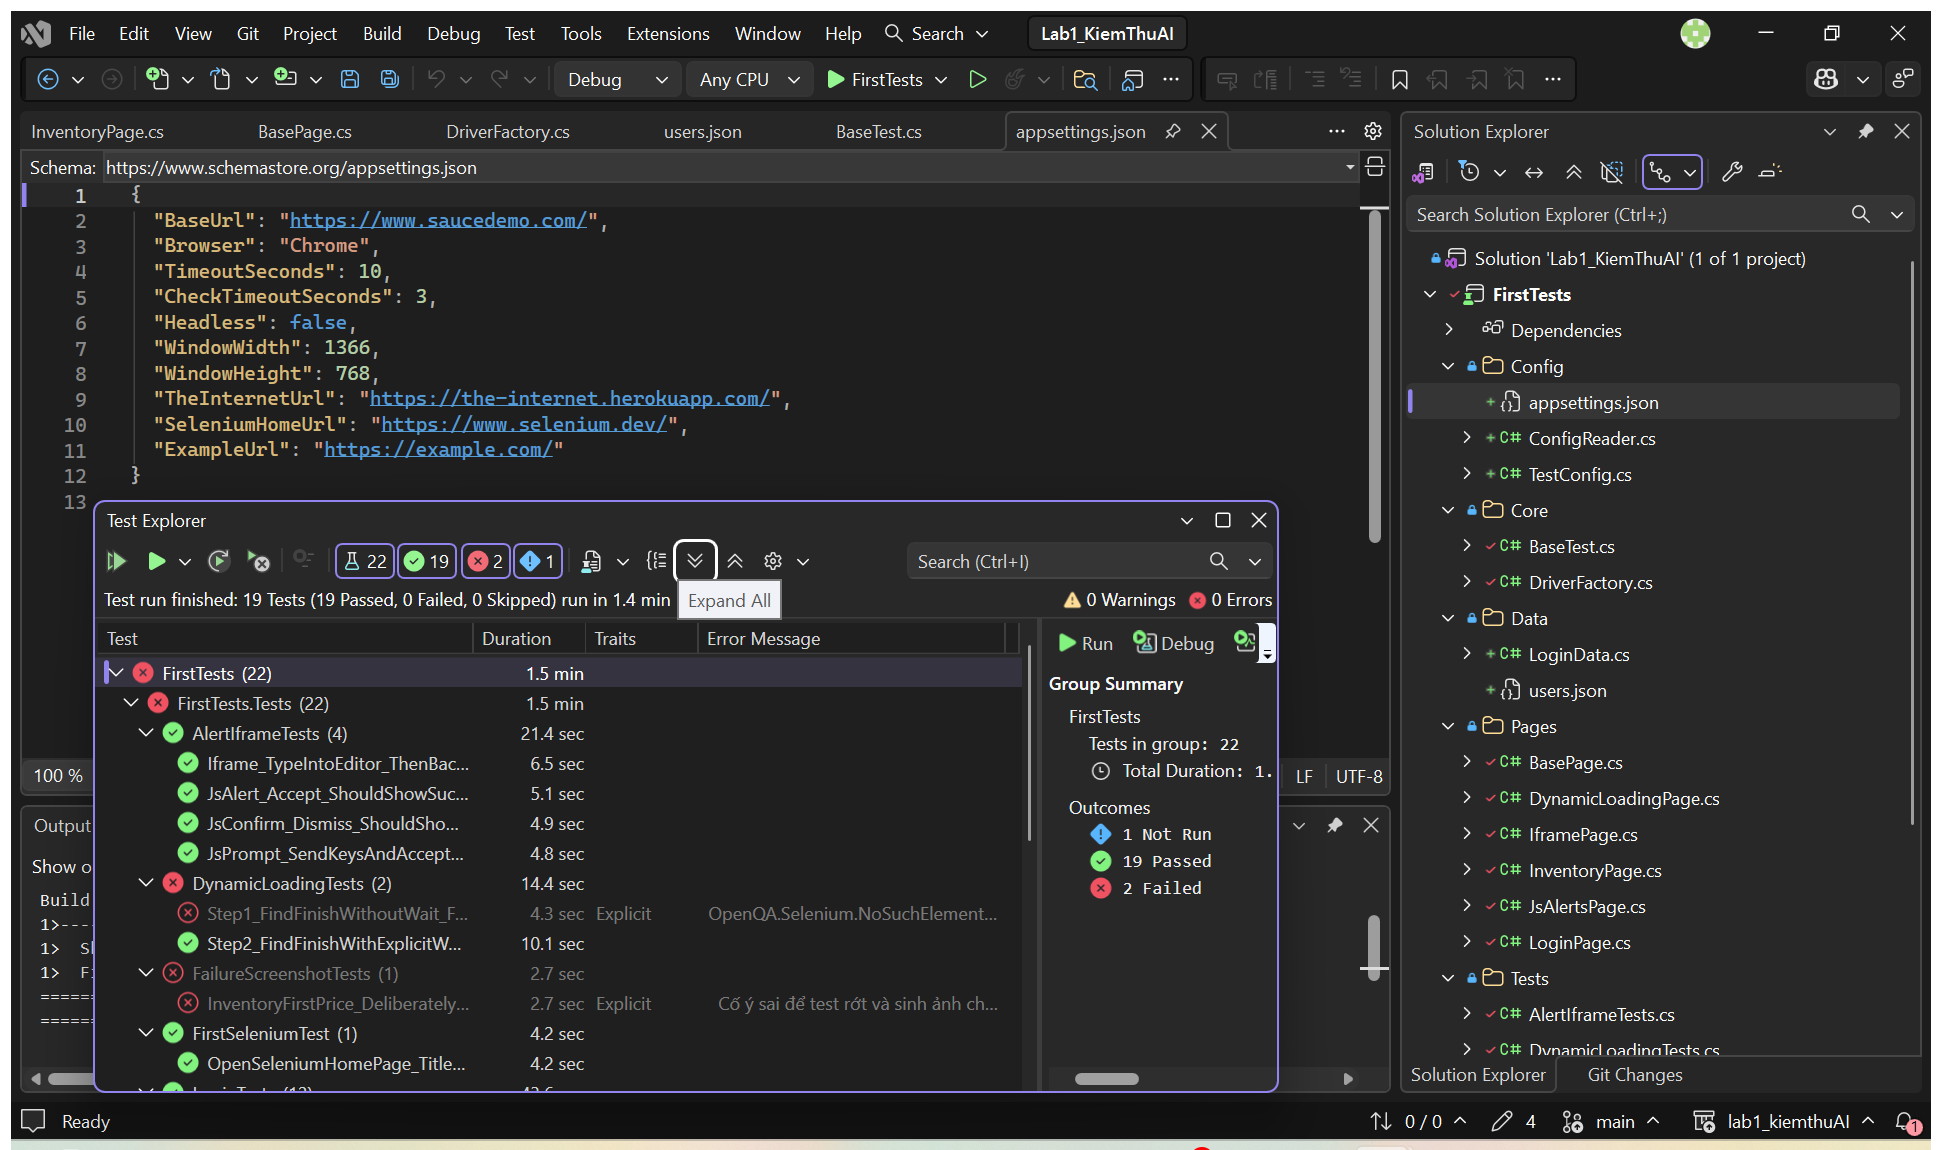 File Edit View Git Project Build Debug Test Tools Extensions Window Help Search Lab1_KiemThuAI
Debug Any CPU FirstTests
InventoryPage.cs BasePage.cs DriverFactory.cs users.json BaseTest.cs appsettings.json
Schema: https://www.schemastore.org/appsettings.json
1 {
2 "BaseUrl": "https://www.saucedemo.com/",
3 "Browser": "Chrome",
4 "TimeoutSeconds": 10,
5 "CheckTimeoutSeconds": 3,
6 "Headless": false,
7 "WindowWidth": 1366,
8 "WindowHeight": 768,
9 "TheInternetUrl": "https://the-internet.herokuapp.com/",
10 "SeleniumHomeUrl": "https://www.selenium.dev/",
11 "ExampleUrl": "https://example.com/"
12 }
13
100 %
LF UTF-8
Output
Show o
Build
1>----
1>
1>
======
======
Test Explorer
22 19 2 1 Search (Ctrl+I)
Test run finished: 19 Tests (19 Passed, 0 Failed, 0 Skipped) run in 1.4 min
Expand All
0 Warnings 0 Errors
Test Duration Traits Error Message
FirstTests (22) 1.5 min
FirstTests.Tests (22) 1.5 min
AlertIframeTests (4) 21.4 sec
Iframe_TypeIntoEditor_ThenBac... 6.5 sec
JsAlert_Accept_ShouldShowSuc... 5.1 sec
JsConfirm_Dismiss_ShouldSho... 4.9 sec
JsPrompt_SendKeysAndAccept... 4.8 sec
DynamicLoadingTests (2) 14.4 sec
Step1_FindFinishWithoutWait_F... 4.3 sec Explicit OpenQA.Selenium.NoSuchElement...
Step2_FindFinishWithExplicitW... 10.1 sec
FailureScreenshotTests (1) 2.7 sec
InventoryFirstPrice_Deliberately... 2.7 sec Explicit Cố ý sai để test rớt và sinh ảnh ch...
FirstSeleniumTest (1) 4.2 sec
OpenSeleniumHomePage_Title... 4.2 sec
Run Debug
Group Summary
FirstTests
Tests in group: 22
Total Duration: 1.
Outcomes
1 Not Run
19 Passed
2 Failed
Solution Explorer
Search Solution Explorer (Ctrl+;)
Solution 'Lab1_KiemThuAI' (1 of 1 project)
FirstTests
Dependencies
Config
appsettings.json
C# ConfigReader.cs
C# TestConfig.cs
Core
C# BaseTest.cs
C# DriverFactory.cs
Data
C# LoginData.cs
users.json
Pages
C# BasePage.cs
C# DynamicLoadingPage.cs
C# IframePage.cs
C# InventoryPage.cs
C# JsAlertsPage.cs
C# LoginPage.cs
Tests
C# AlertIframeTests.cs
C# DynamicLoadingTests.cs
Solution Explorer Git Changes
Ready 0 / 0 4 main lab1_kiemthuAI 1